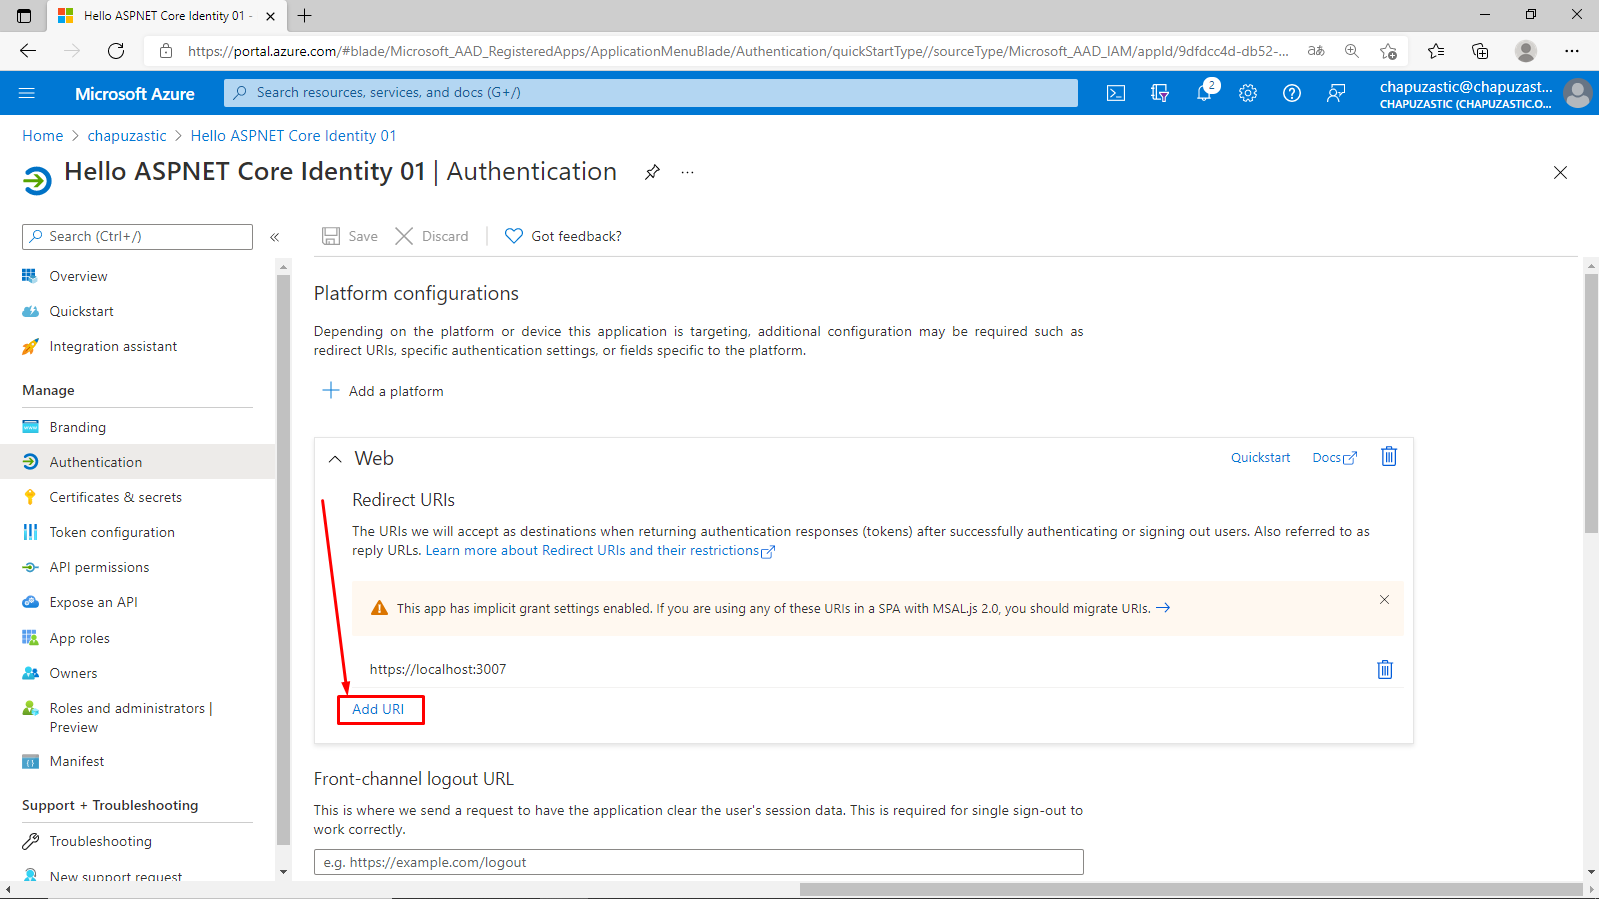 Hello ASPNET Core Identity 01 -
https://portal.azure.com/#blade/Microsoft_AAD_RegisteredApps/ApplicationMenuBlade/Authentication/quickStartType//sourceType/Microsoft_AAD_IAM/appId/9dfdcc4d-db52-...
Microsoft Azure
Search resources, services, and docs (G+/)
2
chapuzastic@chapuzast...
CHAPUZASTIC (CHAPUZASTIC.O...
Home > chapuzastic > Hello ASPNET Core Identity 01
Hello ASPNET Core Identity 01 | Authentication
Search (Ctrl+/)
Overview
Quickstart
Integration assistant
Manage
Branding
Authentication
Certificates & secrets
Token configuration
API permissions
Expose an API
App roles
Owners
Roles and administrators |
Preview
Manifest
Support + Troubleshooting
Troubleshooting
New support request
Save
Discard
Got feedback?
Platform configurations
Depending on the platform or device this application is targeting, additional configuration may be required such as
redirect URIs, specific authentication settings, or fields specific to the platform.
Add a platform
Web
Quickstart
Docs
Redirect URIs
The URIs we will accept as destinations when returning authentication responses (tokens) after successfully authenticating or signing out users. Also referred to as
reply URLs. Learn more about Redirect URIs and their restrictions
This app has implicit grant settings enabled. If you are using any of these URIs in a SPA with MSAL.js 2.0, you should migrate URIs.
https://localhost:3007
Add URI
Front-channel logout URL
This is where we send a request to have the application clear the user's session data. This is required for single sign-out to
work correctly.
e.g. https://example.com/logout